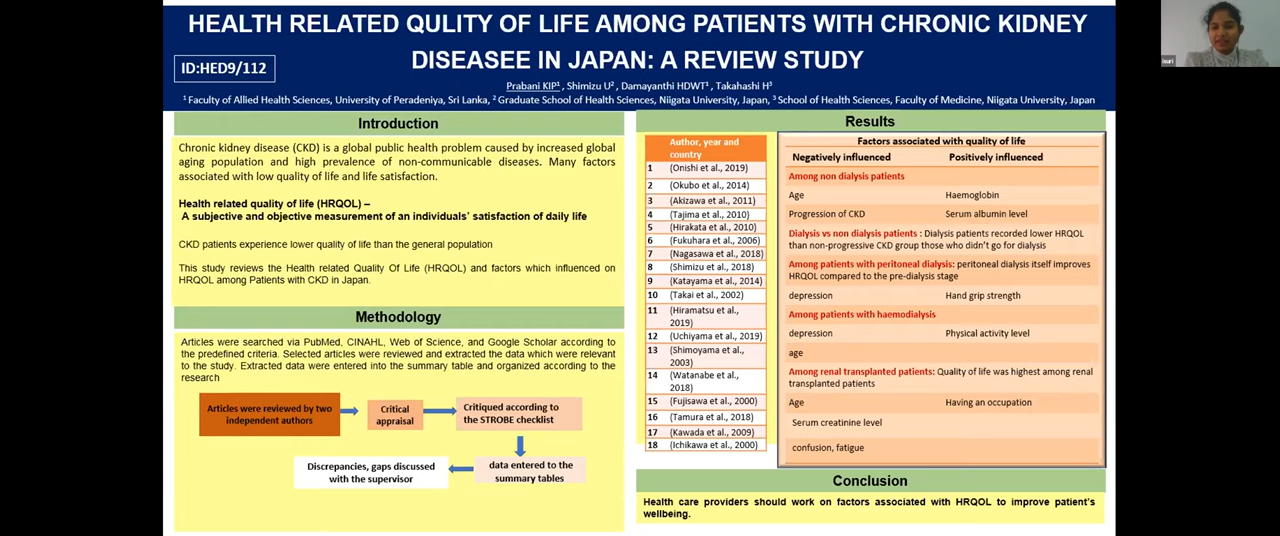 HEALTH RELATED QULITY OF LIFE AMONG PATIENTS WITH CHRONIC KIDNEY
DISEASEE IN JAPAN: A REVIEW STUDY
ID:HED9/112
Prabani KIP¹, Shimizu U², Damayanthi HDWT¹, Takahashi H³
¹ Faculty of Allied Health Sciences, University of Peradeniya, Sri Lanka, ² Graduate School of Health Sciences, Niigata University, Japan, ³ School of Health Sciences, Faculty of Medicine, Niigata University, Japan
isuri
Introduction
Chronic kidney disease (CKD) is a global public health problem caused by increased global
aging population and high prevalence of non-communicable diseases. Many factors
associated with low quality of life and life satisfaction.
Health related quality of life (HRQOL) –
A subjective and objective measurement of an individuals' satisfaction of daily life
CKD patients experience lower quality of life than the general population
This study reviews the Health related Quality Of Life (HRQOL) and factors which influenced on
HRQOL among Patients with CKD in Japan.
Methodology
Articles were searched via PubMed, CINAHL, Web of Science, and Google Scholar according to
the predefined criteria. Selected articles were reviewed and extracted the data which were relevant
to the study. Extracted data were entered into the summary table and organized according to the
research
Articles were reviewed by two
independent authors
Critical
appraisal
Critiqued according to
the STROBE checklist
data entered to the
summary tables
Discrepancies, gaps discussed
with the supervisor
Results
Author, year and
country
1 (Onishi et al., 2019)
2 (Okubo et al., 2014)
3 (Akizawa et al., 2011)
4 (Tajima et al., 2010)
5 (Hirakata et al., 2010)
6 (Fukuhara et al., 2006)
7 (Nagasawa et al., 2018)
8 (Shimizu et al., 2018)
9 (Katayama et al., 2014)
10 (Takai et al., 2002)
11 (Hiramatsu et al.,
2019)
12 (Uchiyama et al., 2019)
13 (Shimoyama et al.,
2003)
14 (Watanabe et al.,
2018)
15 (Fujisawa et al., 2000)
16 (Tamura et al., 2018)
17 (Kawada et al., 2009)
18 (Ichikawa et al., 2000)
Factors associated with quality of life
Negatively influenced Positively influenced
Among non dialysis patients
Age Haemoglobin
Progression of CKD Serum albumin level
Dialysis vs non dialysis patients : Dialysis patients recorded lower HRQOL
than non-progressive CKD group those who didn't go for dialysis
Among patients with peritoneal dialysis: peritoneal dialysis itself improves
HRQOL compared to the pre-dialysis stage
depression Hand grip strength
Among patients with haemodialysis
depression Physical activity level
age
Among renal transplanted patients: Quality of life was highest among renal
transplanted patients
Age Having an occupation
Serum creatinine level
confusion, fatigue
Conclusion
Health care providers should work on factors associated with HRQOL to improve patient's
wellbeing.